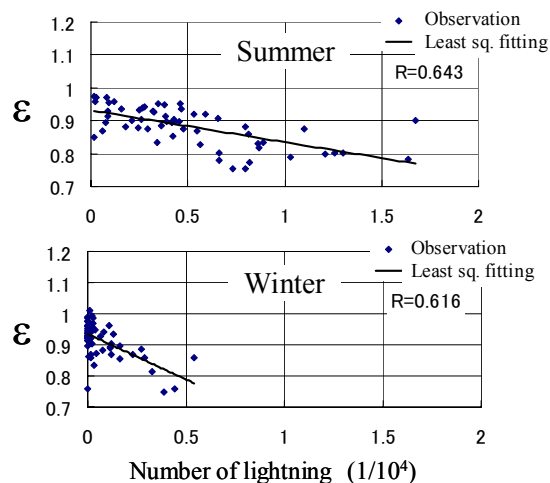 Observation
Least sq. fitting
Summer
R=0.643
ε
1.2
1.1
1
0.9
0.8
0.7
0 0.5 1 1.5 2
Observation
Least sq. fitting
Winter
R=0.616
ε
1.2
1.1
1
0.9
0.8
0.7
0 0.5 1 1.5 2
Number of lightning (1/10⁴)